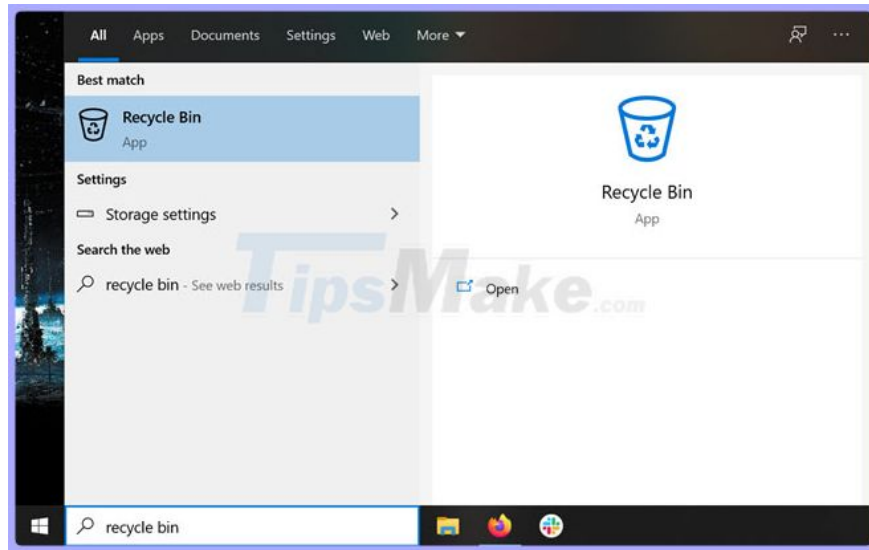 All Apps Documents Settings Web More
Best match
Recycle Bin
App
Settings
Storage settings
Search the web
recycle bin - See web results
Recycle Bin
App
Open
TipsMake.com
recycle bin